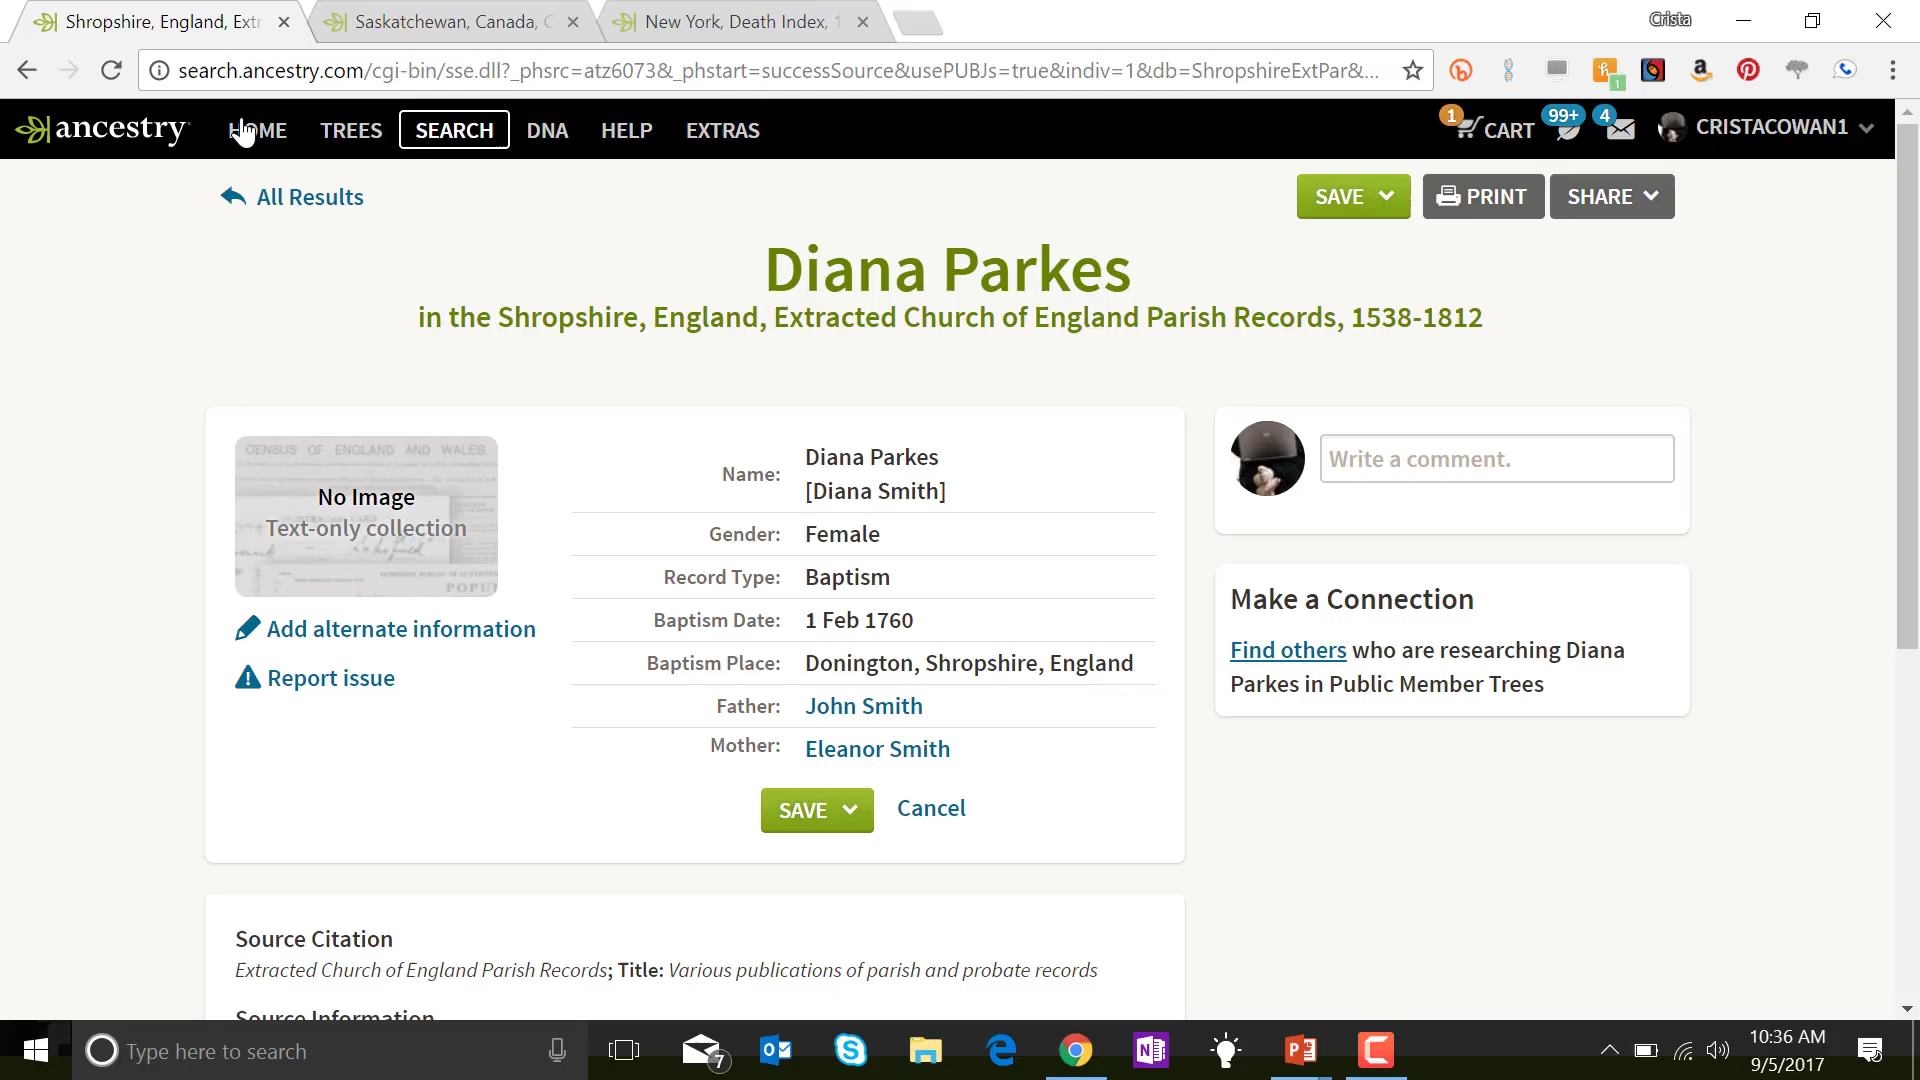 Shropshire, England, Ext
Saskatchewan, Canada, C
New York, Death Index, 1
Crista
search.ancestry.com/cgi-bin/sse.dll?_phsrc=atz6073&_phstart=successSource&usePUBJs=true&indiv=1&db=ShropshireExtPar&...
1
ancestry
HOME
TREES
SEARCH
DNA
HELP
EXTRAS
1
CART
99+
4
CRISTACOWAN1
All Results
SAVE
PRINT
SHARE
Diana Parkes
in the Shropshire, England, Extracted Church of England Parish Records, 1538-1812
CENSUS OF ENGLAND AND WALES
No Image
Text-only collection
POPU
Add alternate information
Report issue
Name: Diana Parkes
[Diana Smith]
Gender: Female
Record Type: Baptism
Baptism Date: 1 Feb 1760
Baptism Place: Donington, Shropshire, England
Father: John Smith
Mother: Eleanor Smith
SAVE
Cancel
Write a comment.
Make a Connection
Find others who are researching Diana
Parkes in Public Member Trees
Source Citation
Extracted Church of England Parish Records; Title: Various publications of parish and probate records
Source Information
Type here to search
7
10:36 AM
9/5/2017